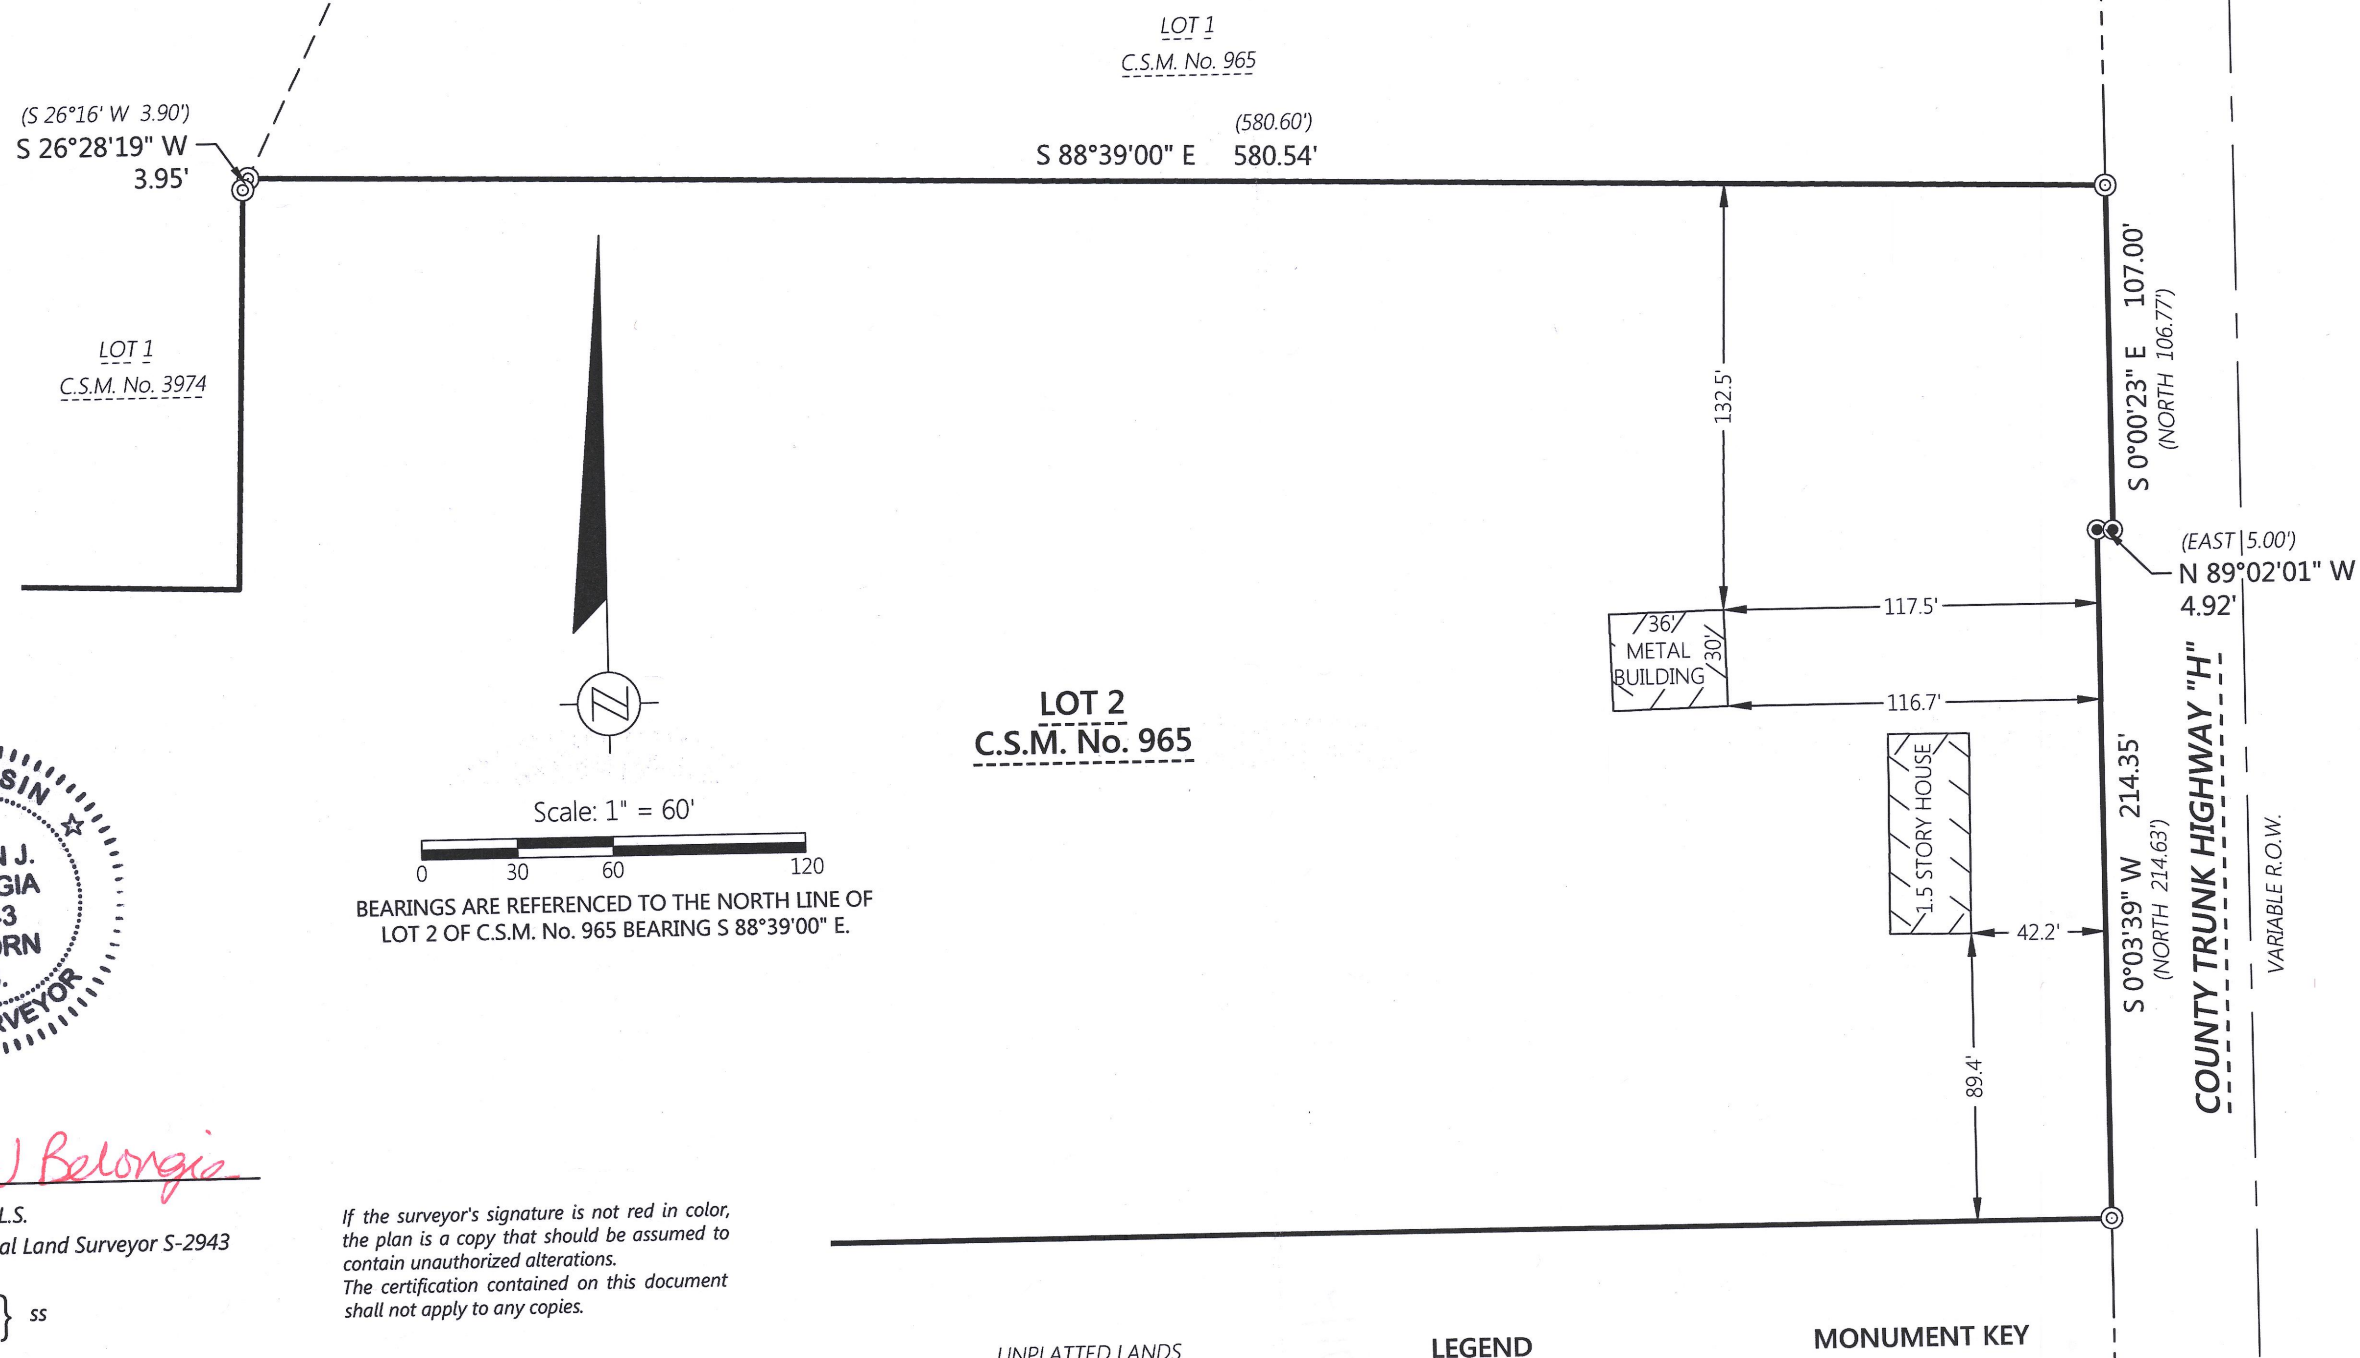 LOT 1
C.S.M. No. 965
(S 26°16' W 3.90')
S 26°28'19" W
3.95'
(580.60')
S 88°39'00" E 580.54'
LOT 1
C.S.M. No. 3974
132.5'
S 0°00'23" E 107.00'
(NORTH 106.77')
(EAST 5.00')
N 89°02'01" W
4.92'
117.5'
36'
30'
METAL
BUILDING
116.7'
N
LOT 2
C.S.M. No. 965
1.5 STORY HOUSE
42.2'
89.4'
S 0°03'39" W 214.35'
(NORTH 214.63')
COUNTY TRUNK HIGHWAY "H"
VARIABLE R.O.W.
Scale: 1" = 60'
0 30 60 120
BEARINGS ARE REFERENCED TO THE NORTH LINE OF
LOT 2 OF C.S.M. No. 965 BEARING S 88°39'00" E.
SIN
N J.
GIA
3
ORN
RVEYOR
J Belongia
L.S.
al Land Surveyor S-2943
} ss
If the surveyor's signature is not red in color,
the plan is a copy that should be assumed to
contain unauthorized alterations.
The certification contained on this document
shall not apply to any copies.
UNPLATTED LANDS
LEGEND
MONUMENT KEY